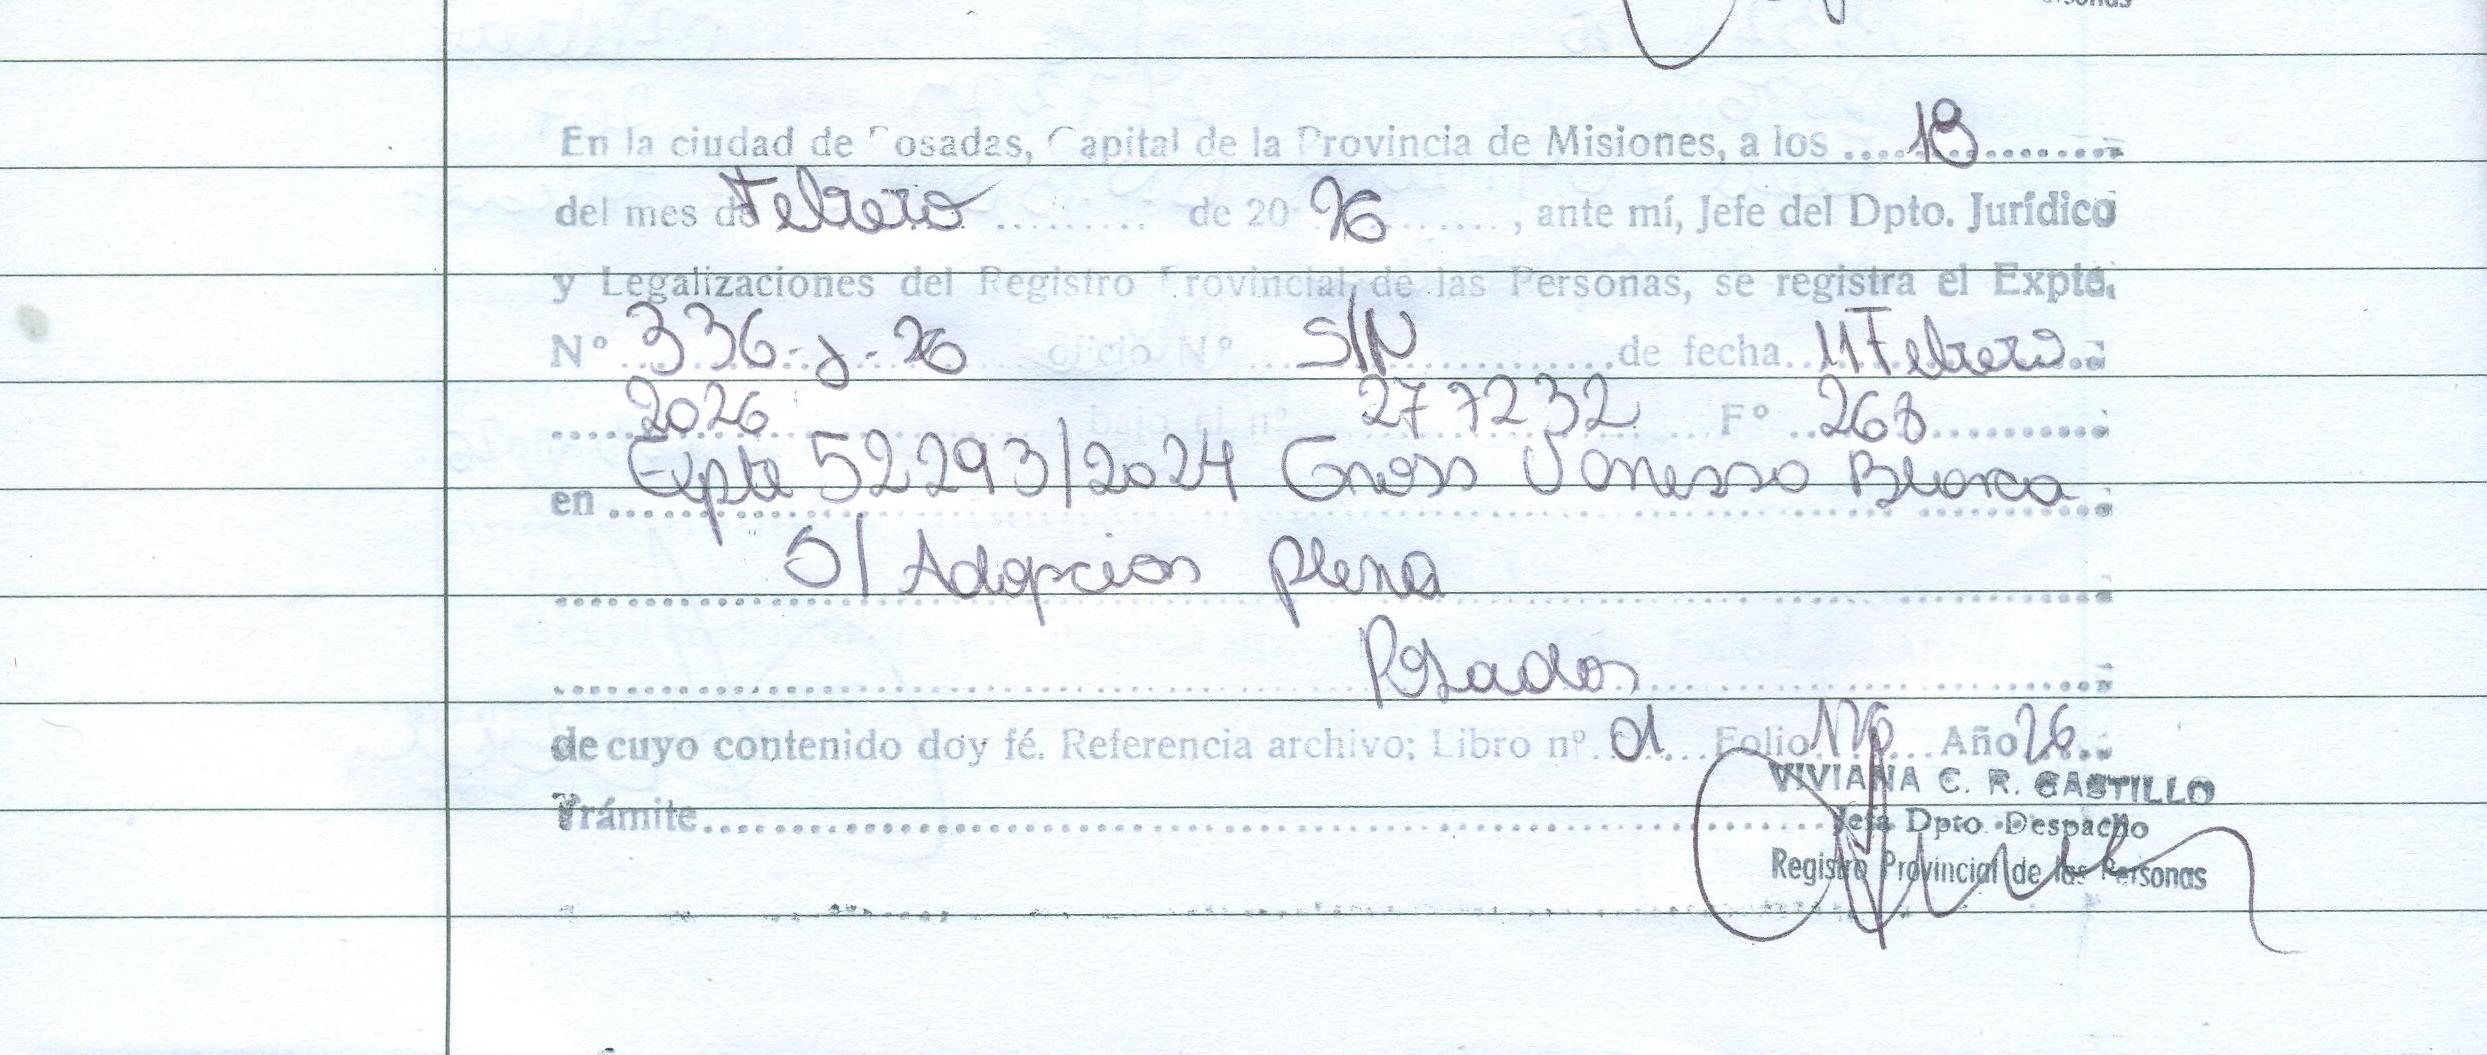 En la ciudad de Posadas, Capital de la Provincia de Misiones, a los .... 19 ..........
del mes de Febrero ......... de 20 26 ......, ante mí, Jefe del Dpto. Jurídico
y Legalizaciones del Registro Provincial de las Personas, se registra el Expte.
N° 336-J-26 oficio N° S/N ............ de fecha 11 Febrero
2026 bajo la n° 277232 F° 268
en Expte 52293/2024 Gross Vanessa Blanca
S/ Adopcion plena
Posadas
de cuyo contenido doy fé. Referencia archivo: Libro n° 01 Folio Año 26
VIVIANA C. R. CASTILLO
Trámite
Jefa Dpto. Despacho
Registro Provincial de las Personas